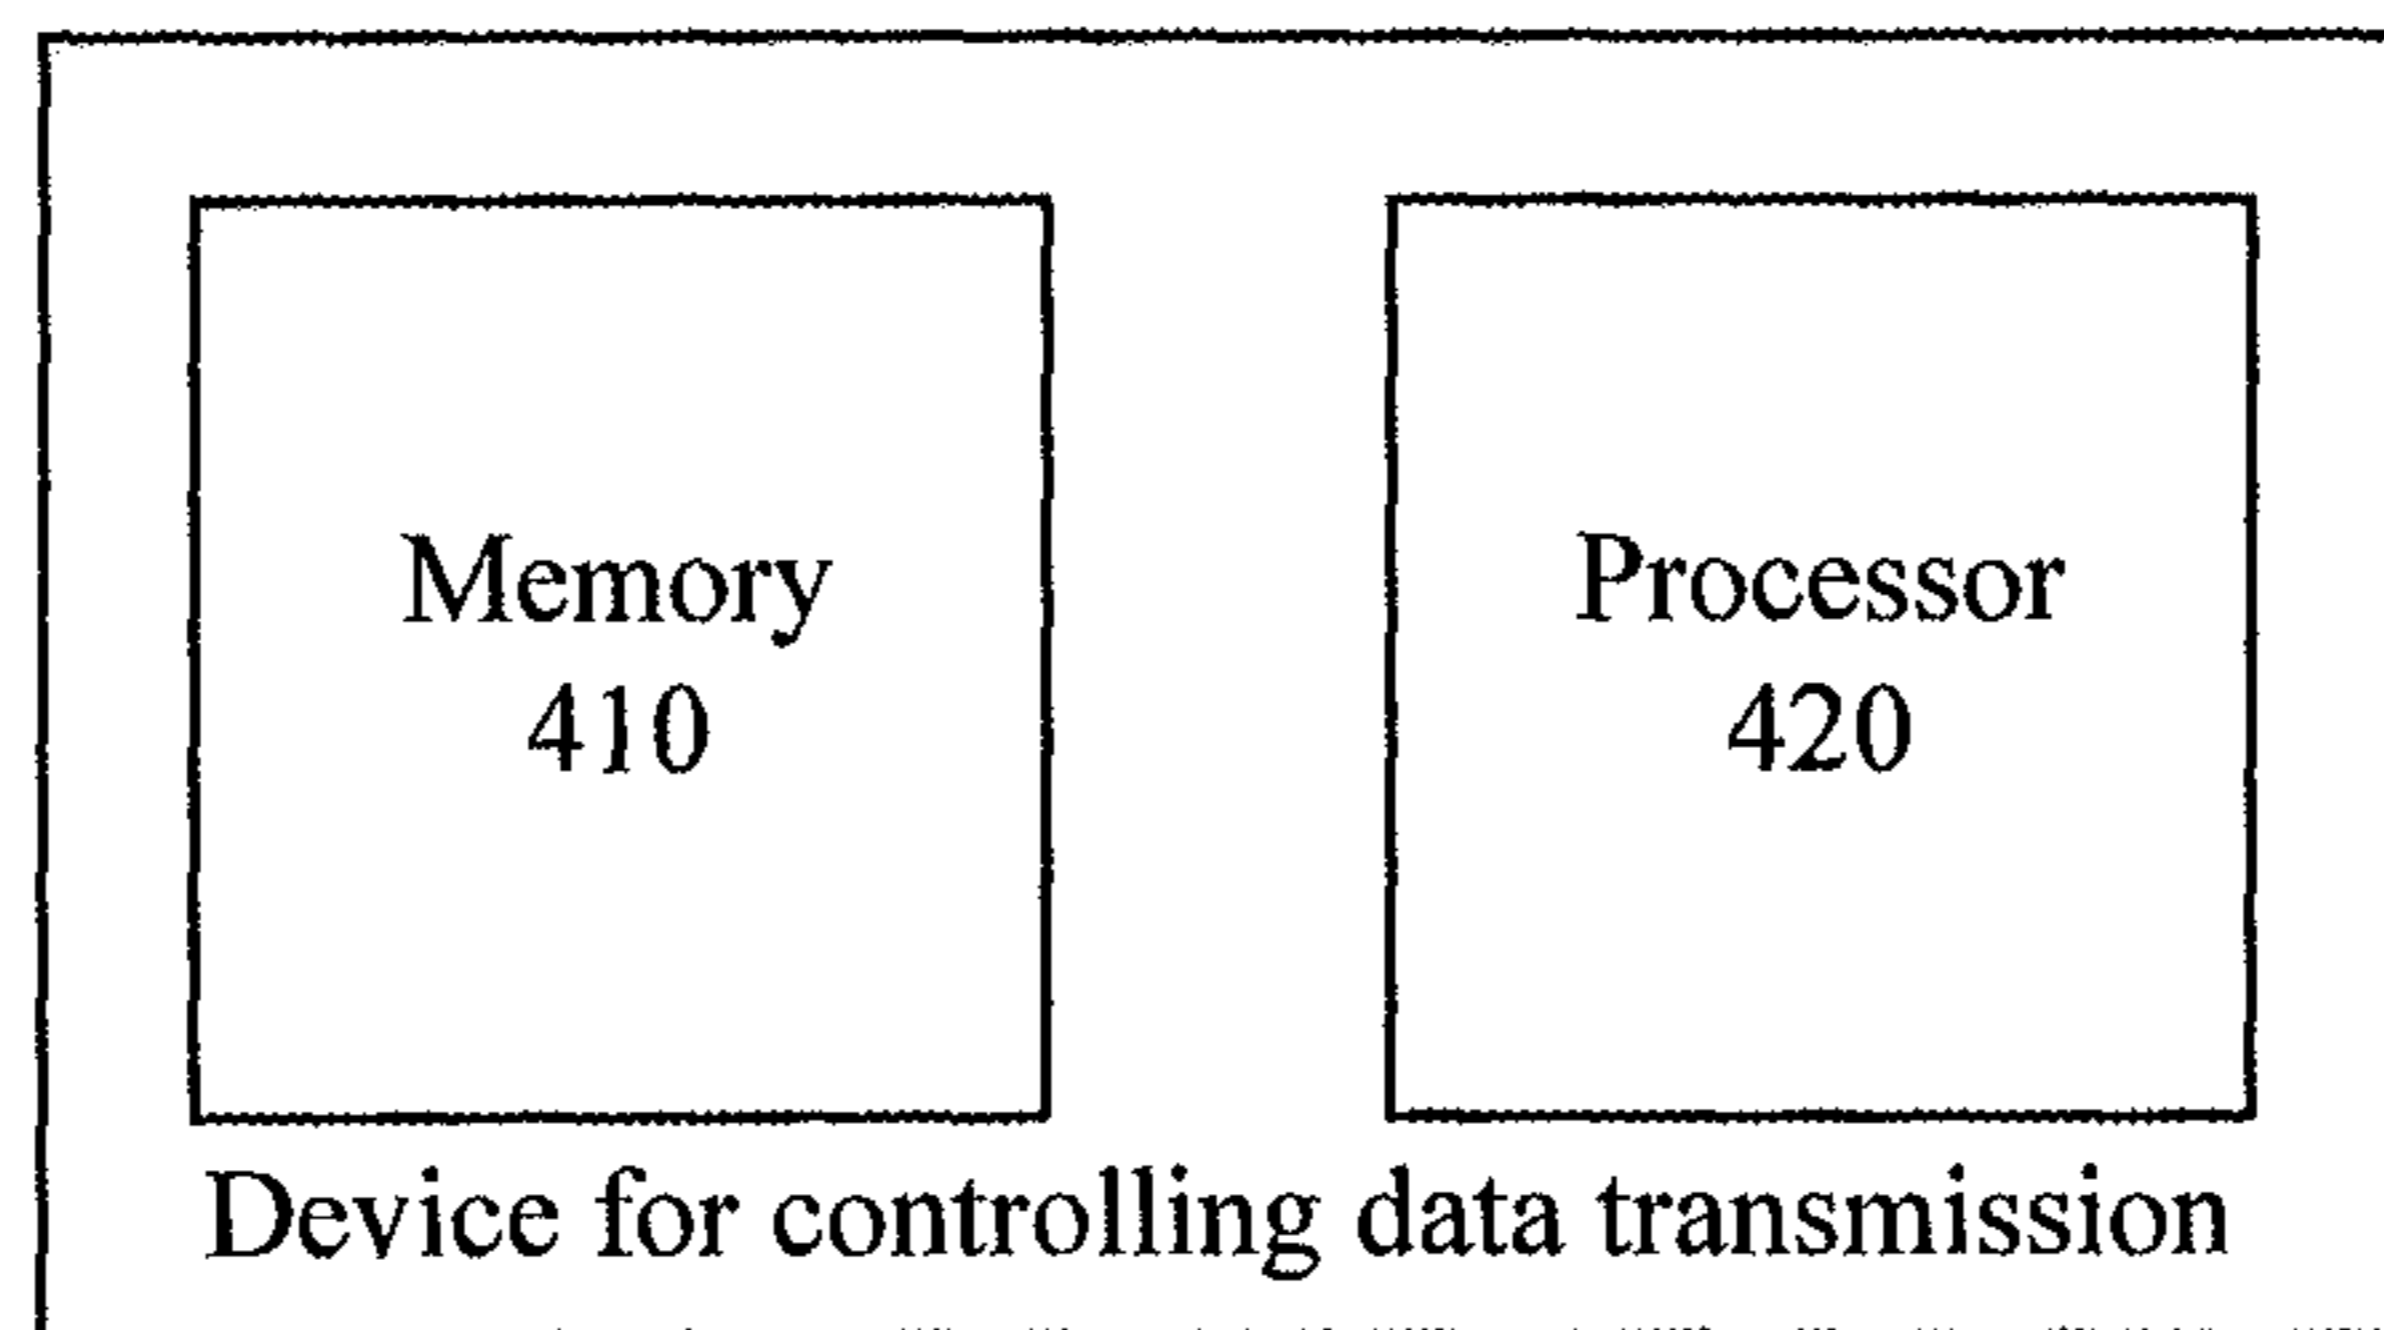 Memory
410
Processor
420
Device for controlling data transmission